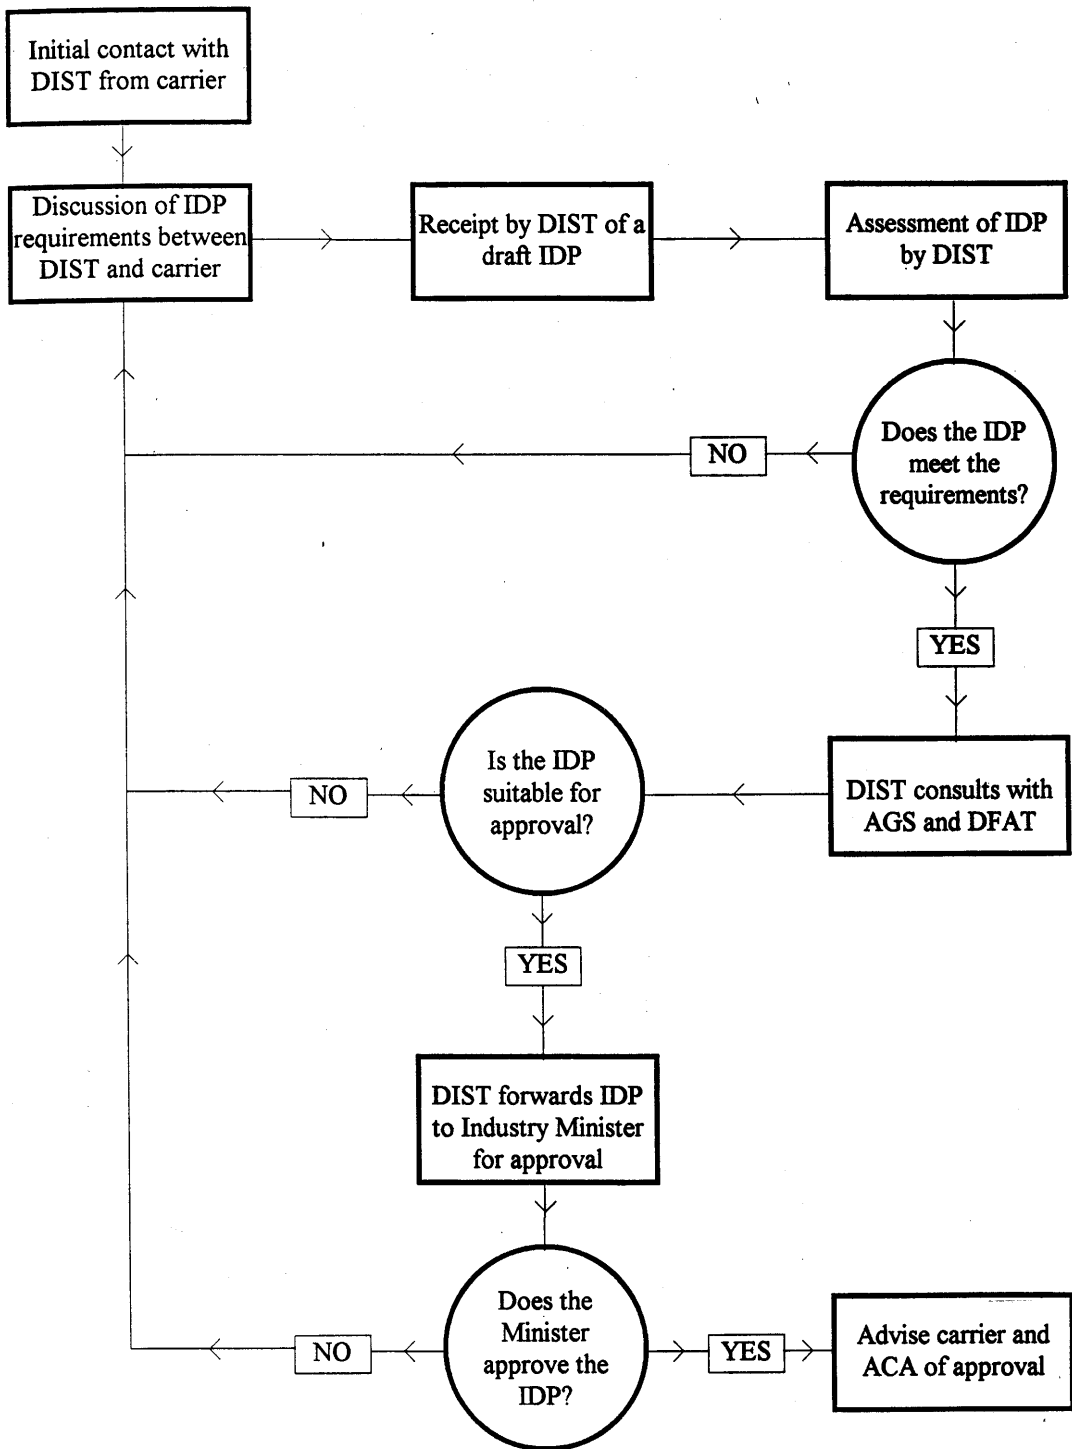 Initial contact with
DIST from carrier
Discussion of IDP
requirements between
DIST and carrier
Receipt by DIST of a
draft IDP
Assessment of IDP
by DIST
Does the IDP
meet the
requirements?
NO
YES
DIST consults with
AGS and DFAT
Is the IDP
suitable for
approval?
NO
YES
DIST forwards IDP
to Industry Minister
for approval
Does the
Minister
approve the
IDP?
NO
YES
Advise carrier and
ACA of approval